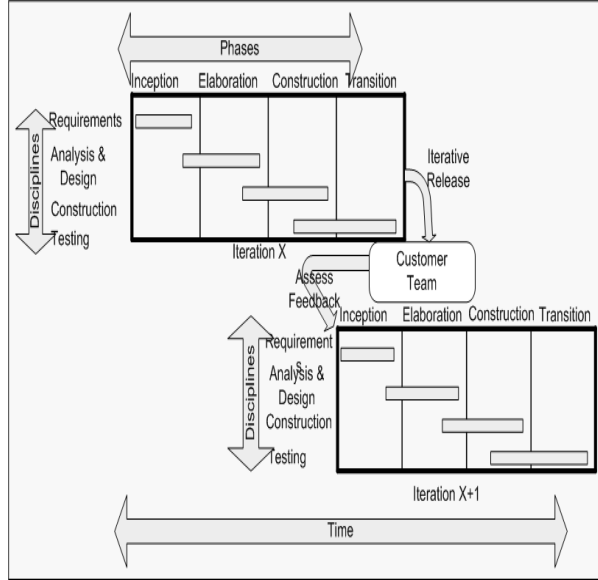 Phases
Inception Elaboration Construction Transition
Disciplines
Requirements
Analysis &
Design
Construction
Testing
Iteration X
Iterative
Release
Customer
Team
Assess
Feedback
Inception Elaboration Construction Transition
Disciplines
Requirement
s
Analysis &
Design
Construction
Testing
Iteration X+1
Time